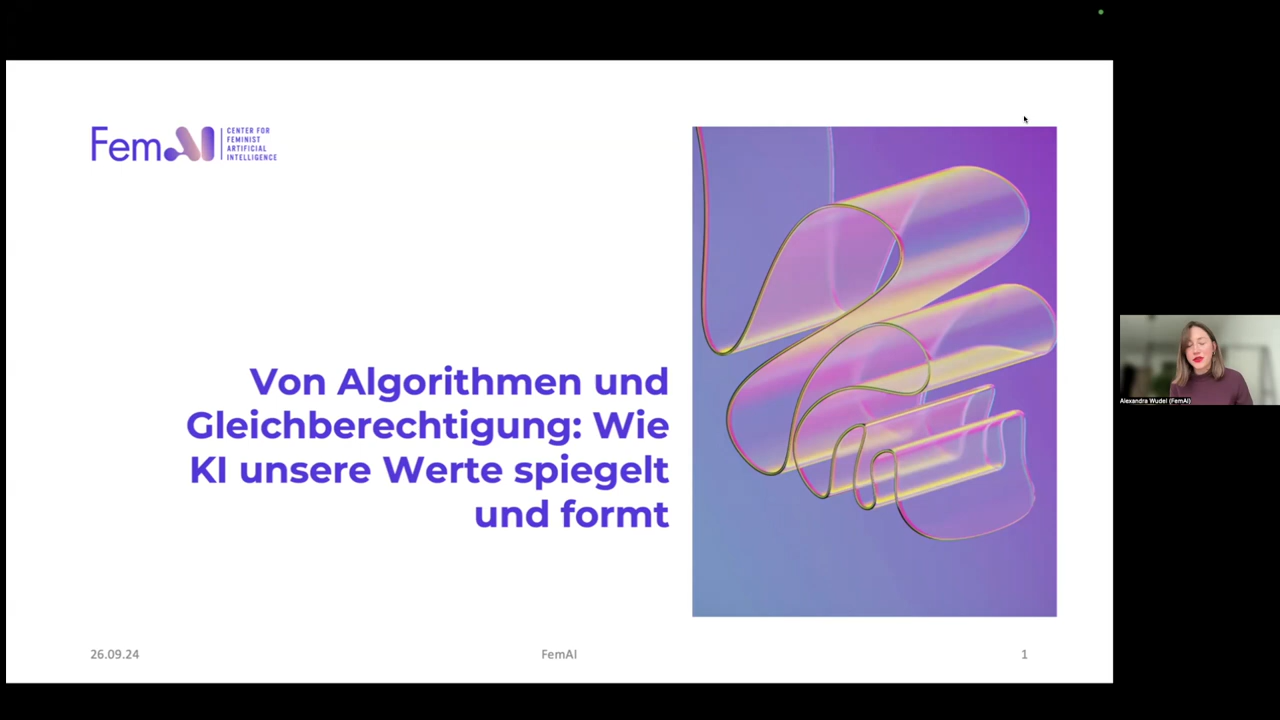 FemAI
CENTER FOR
FEMINIST
ARTIFICIAL
INTELLIGENCE
Von Algorithmen und
Gleichberechtigung: Wie
KI unsere Werte spiegelt
und formt
Alexandra Wudel (FemAI)
26.09.24
FemAI
1